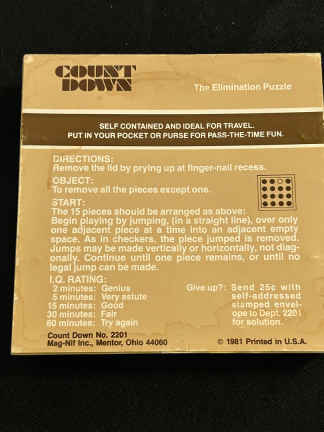 COUNT
DOWN
The Elimination Puzzle
SELF CONTAINED AND IDEAL FOR TRAVEL.
PUT IN YOUR POCKET OR PURSE FOR PASS-THE-TIME FUN.
DIRECTIONS:
Remove the lid by prying up at finger-nail recess.
OBJECT:
To remove all the pieces except one.
START:
The 15 pieces should be arranged as above:
Begin playing by jumping, (in a straight line), over only
one adjacent piece at a time into an adjacent empty
space. As in checkers, the piece jumped is removed.
Jumps may be made vertically or horizontally, not diag-
onally. Continue until one piece remains, or until no
legal jump can be made.
I.Q. RATING:
2 minutes: Genius
5 minutes: Very astute
15 minutes: Good
30 minutes: Fair
60 minutes: Try again
Give up?: Send 25c with
self-addressed
stamped envel-
ope to Dept. 2201
for solution.
Count Down No. 2201
Mag-Nif Inc., Mentor, Ohio 44060
© 1981 Printed in U.S.A.